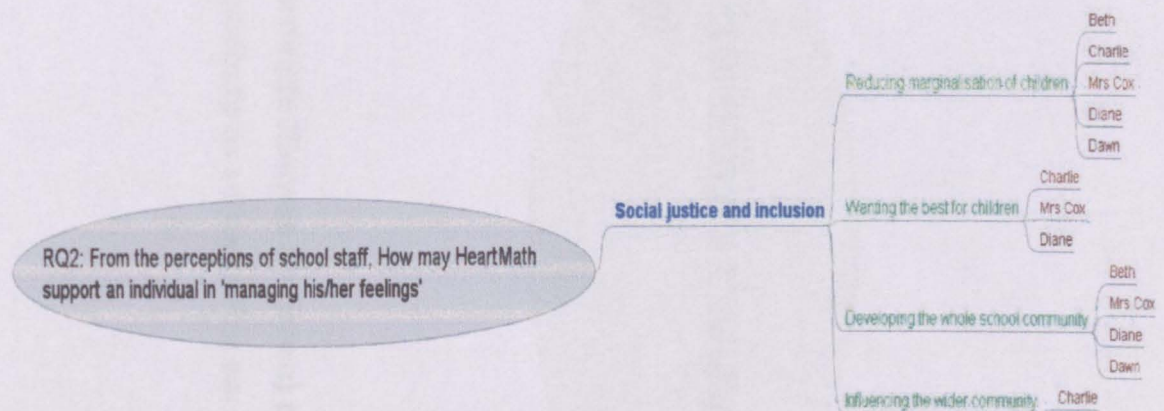 RQ2: From the perceptions of school staff, How may HeartMath
support an individual in 'managing his/her feelings'
Social justice and inclusion
Reducing marginalisation of children
Beth
Charlie
Mrs Cox
Diane
Dawn
Wanting the best for children
Charlie
Mrs Cox
Diane
Developing the whole school community
Beth
Mrs Cox
Diane
Dawn
Influencing the wider community
Charlie